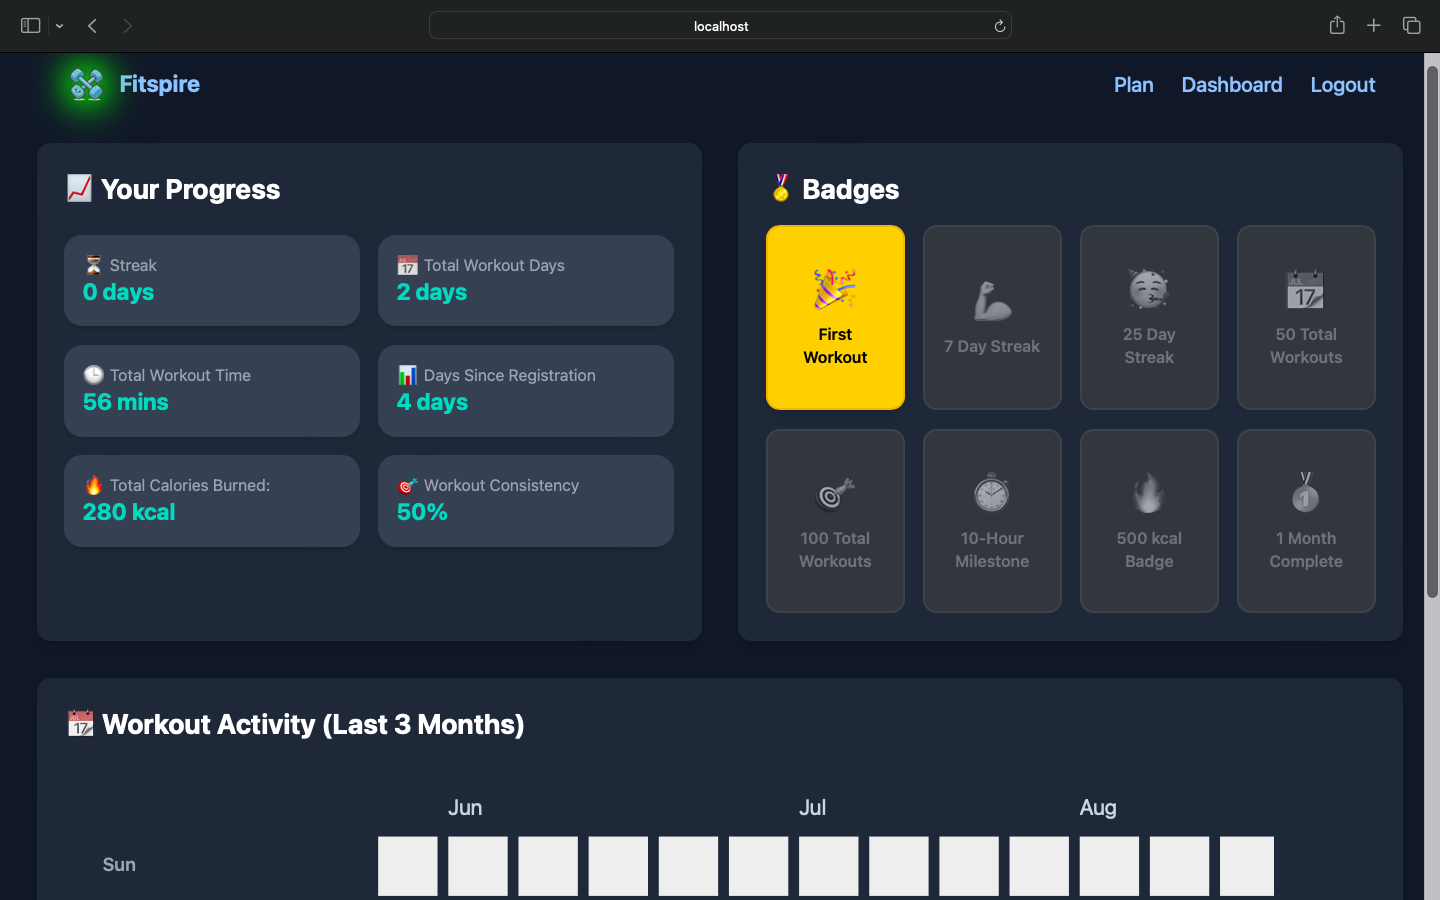 localhost
Fitspire
Plan Dashboard Logout
Your Progress
Streak
0 days
Total Workout Days
2 days
Total Workout Time
56 mins
Days Since Registration
4 days
Total Calories Burned:
280 kcal
Workout Consistency
50%
Badges
First
Workout
7 Day Streak
25 Day
Streak
JUL
17
50 Total
Workouts
100 Total
Workouts
10-Hour
Milestone
500 kcal
Badge
1
1 Month
Complete
Workout Activity (Last 3 Months)
Jun Jul Aug
Sun